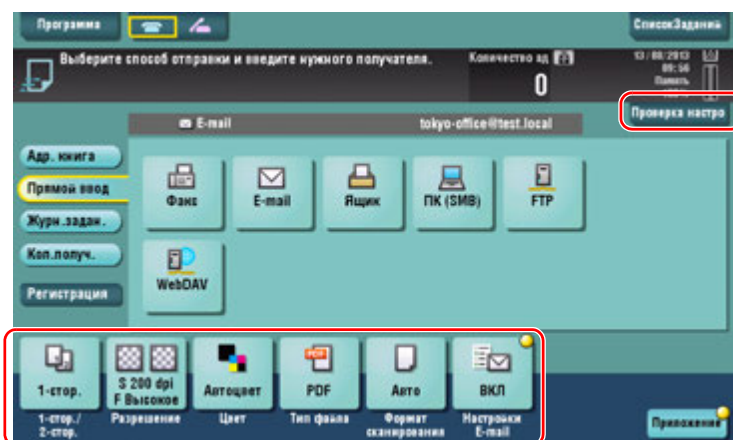 Программа
СписокЗаданий
Выберите способ отправки и введите нужного получателя.
Количество ад
0
13/08/2013
09:56
Память
Проверка настро
E-mail
tokyo-office@test.local
Адр. книга
Прямой ввод
Журн.задан.
Кол.получ.
Регистрация
Факс
E-mail
Ящик
ПК (SMB)
FTP
WebDAV
1-стор.
S 200 dpi
F Высокое
Автоцвет
PDF
PDF
Авто
ВКЛ
1-стор./
2-стор.
Разрешение
Цвет
Тип файла
Формат
сканирования
Настройки
E-mail
Приложение